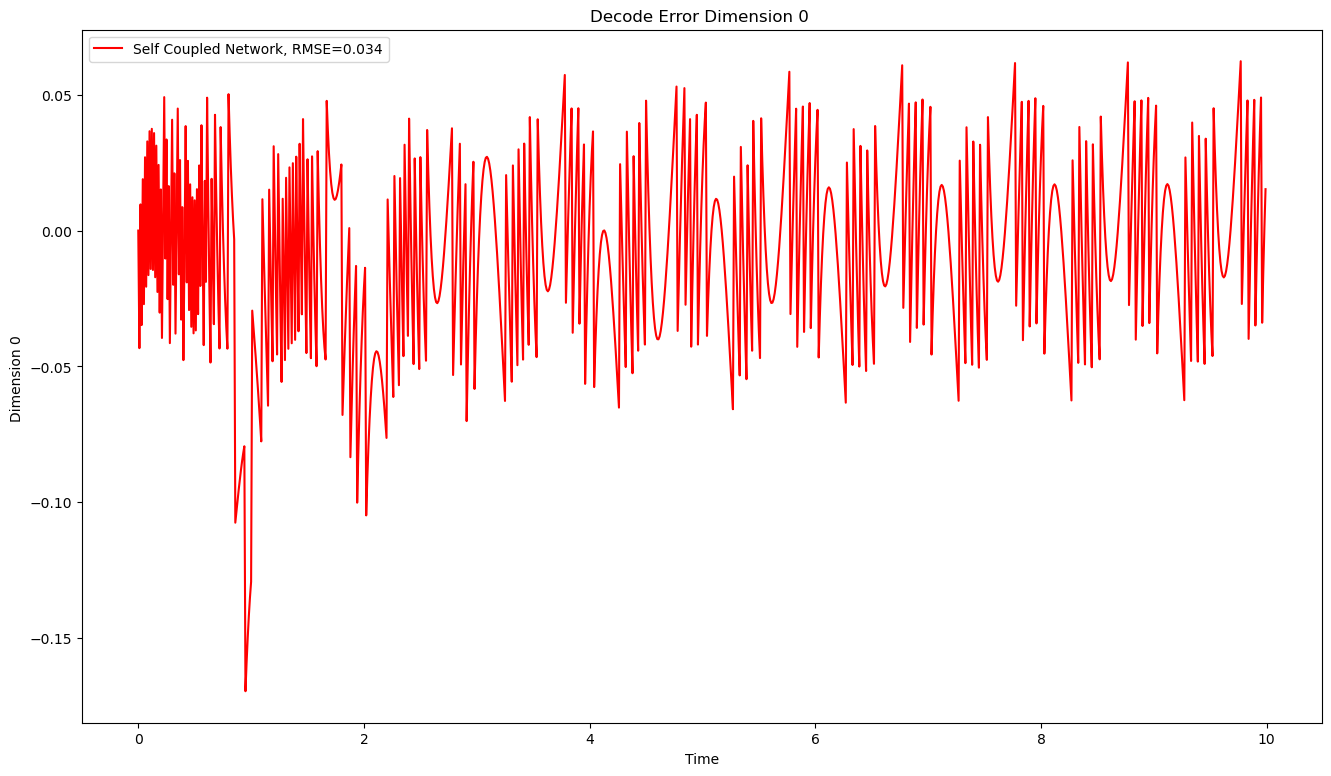 Decode Error Dimension 0
Self Coupled Network, RMSE=0.034
0.05
0.00
−0.05
−0.10
−0.15
Dimension 0
0 2 4 6 8 10
Time